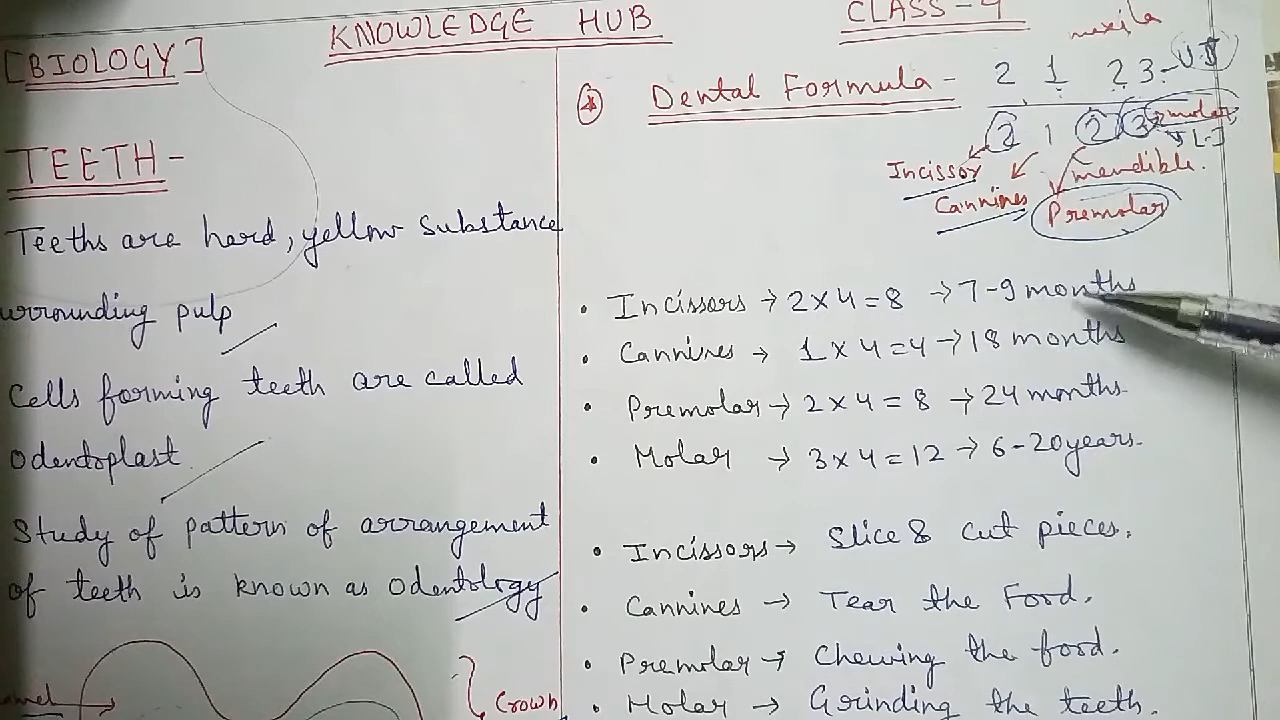 KNOWLEDGE HUB
CLASS-9
[BIOLOGY]
TEETH-
Teeths are hard, yellow substance
urrounding pulp
Cells forming teeth are called
Odentoplast
Study of pattern of arrangement
of teeth is known as Odentology
Crown
Dental Formula - 2 1 2 3 - U.J
maxila
2 1 2 3 molar
L.J
Incissor
mendible.
Cannines
Premolar
• Incissors → 2×4=8 → 7-9 months
• Cannines → 1×4=4 → 18 months
• Premolar → 2×4=8 → 24 months
• Molar → 3×4=12 → 6-20 years.
• Incissors → Slice & cut pieces.
• Cannines → Tear the Food.
• Premolar → Chewing the food.
• Molar → Grinding the teeth.